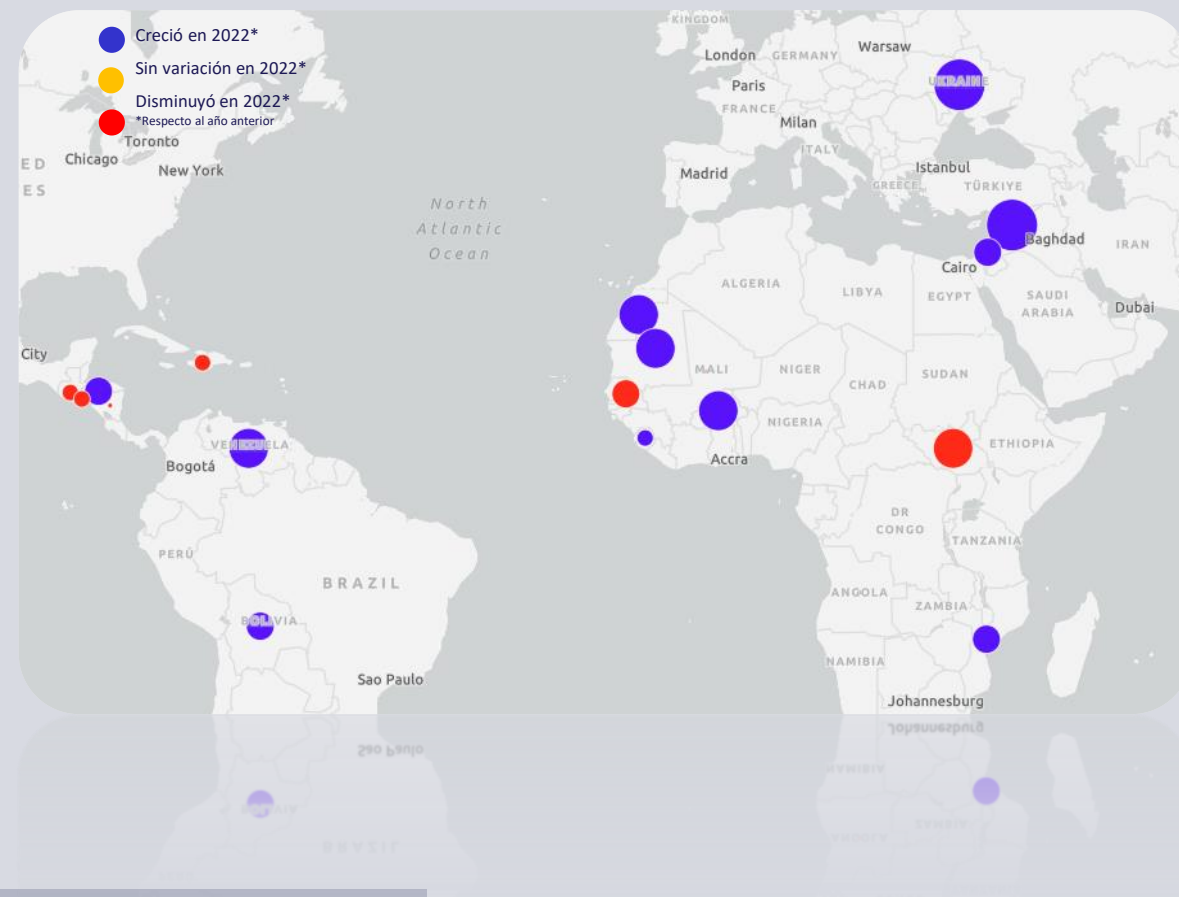 Creció en 2022*
Sin variación en 2022*
Disminuyó en 2022*
*Respecto al año anterior
KINGDOM
London
GERMANY
Warsaw
Paris
UKRAINE
FRANCE
Milan
Toronto
Chicago
New York
ITALY
ED
ES
Madrid
Istanbul
GREECE
TÜRKIYE
North
Atlantic
Ocean
Baghdad
IRAN
Cairo
ALGERIA
LIBYA
EGYPT
SAUDI
ARABIA
Dubai
City
MALI
NIGER
CHAD
SUDAN
NIGERIA
ETHIOPIA
VENEZUELA
Bogotá
Accra
DR
CONGO
TANZANIA
PERÚ
BRAZIL
ANGOLA
ZAMBIA
BOLIVIA
NAMIBIA
Sao Paulo
Johannesburg